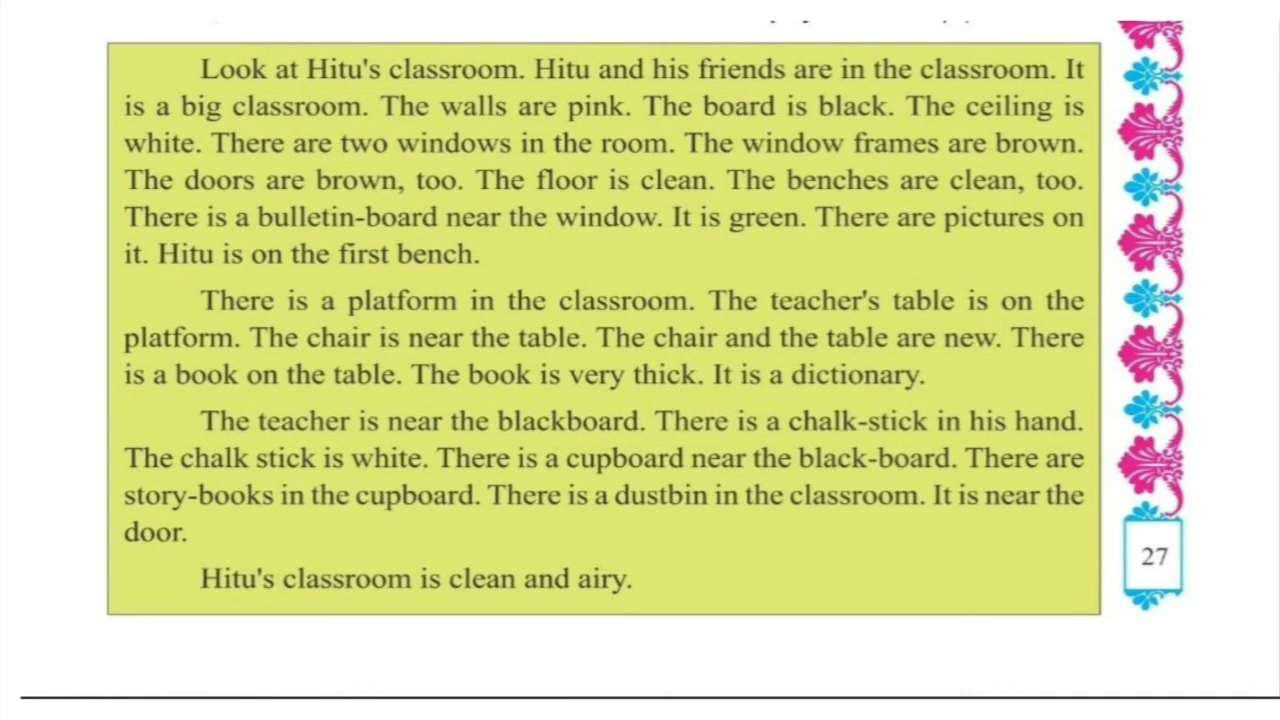 Look at Hitu's classroom. Hitu and his friends are in the classroom. It
is a big classroom. The walls are pink. The board is black. The ceiling is
white. There are two windows in the room. The window frames are brown.
The doors are brown, too. The floor is clean. The benches are clean, too.
There is a bulletin-board near the window. It is green. There are pictures on
it. Hitu is on the first bench.
There is a platform in the classroom. The teacher's table is on the
platform. The chair is near the table. The chair and the table are new. There
is a book on the table. The book is very thick. It is a dictionary.
The teacher is near the blackboard. There is a chalk-stick in his hand.
The chalk stick is white. There is a cupboard near the black-board. There are
story-books in the cupboard. There is a dustbin in the classroom. It is near the
door.
Hitu's classroom is clean and airy.
27